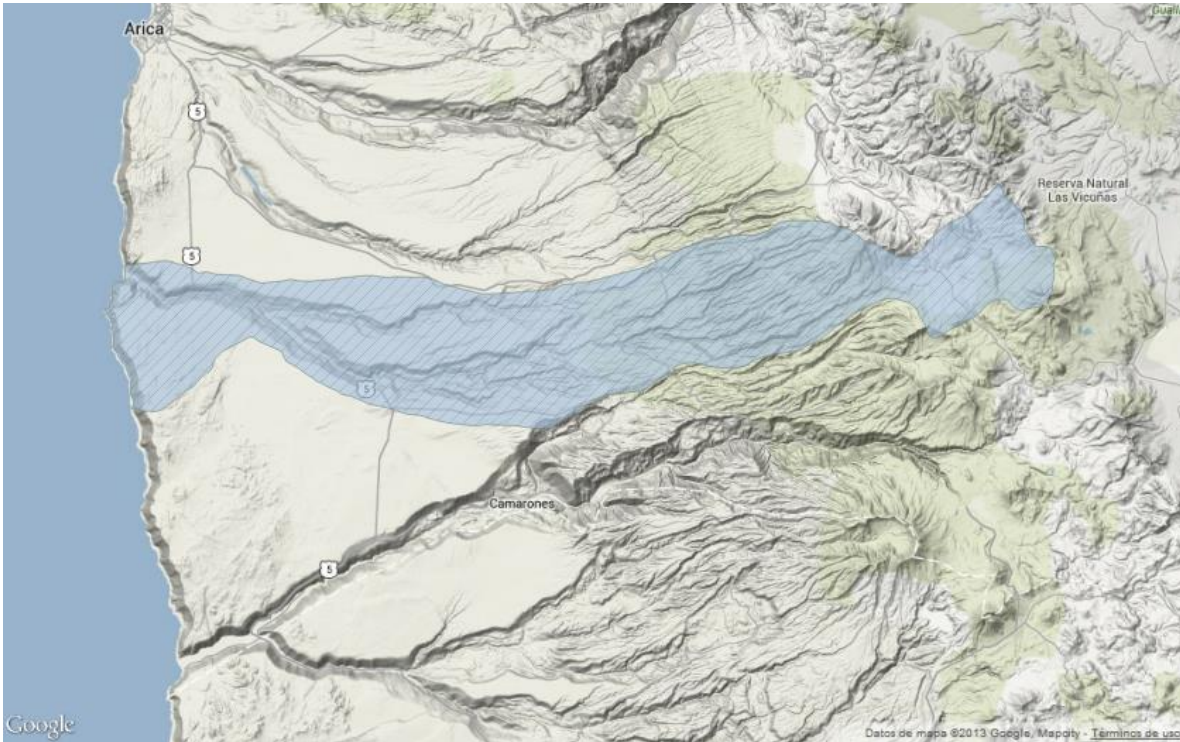 Arica
5
Reserva Natural
Las Vicuñas
5
5
Camarones
5
Google
Datos de mapa ©2013 Google, Mapcity - Términos de uso